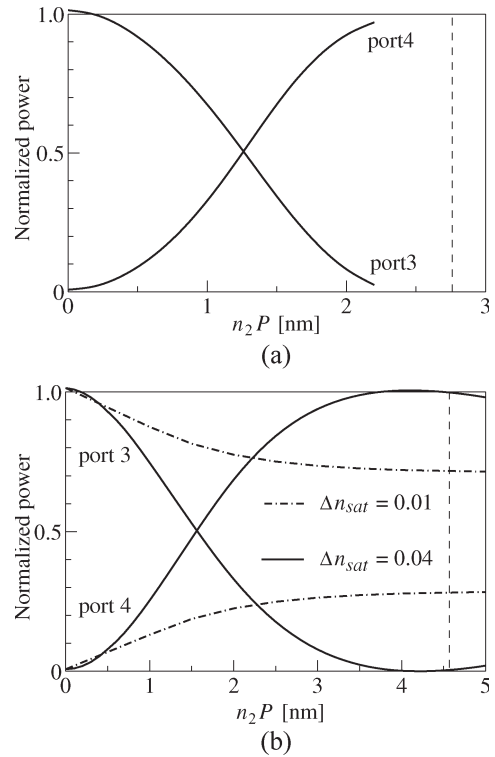 1.0
port4
Normalized power
0.5
port3
0
0 1 2 3
n₂P [nm]
(a)
1.0
port 3
Normalized power
Δn_sat = 0.01
0.5
Δn_sat = 0.04
port 4
0
0 1 2 3 4 5
n₂P [nm]
(b)